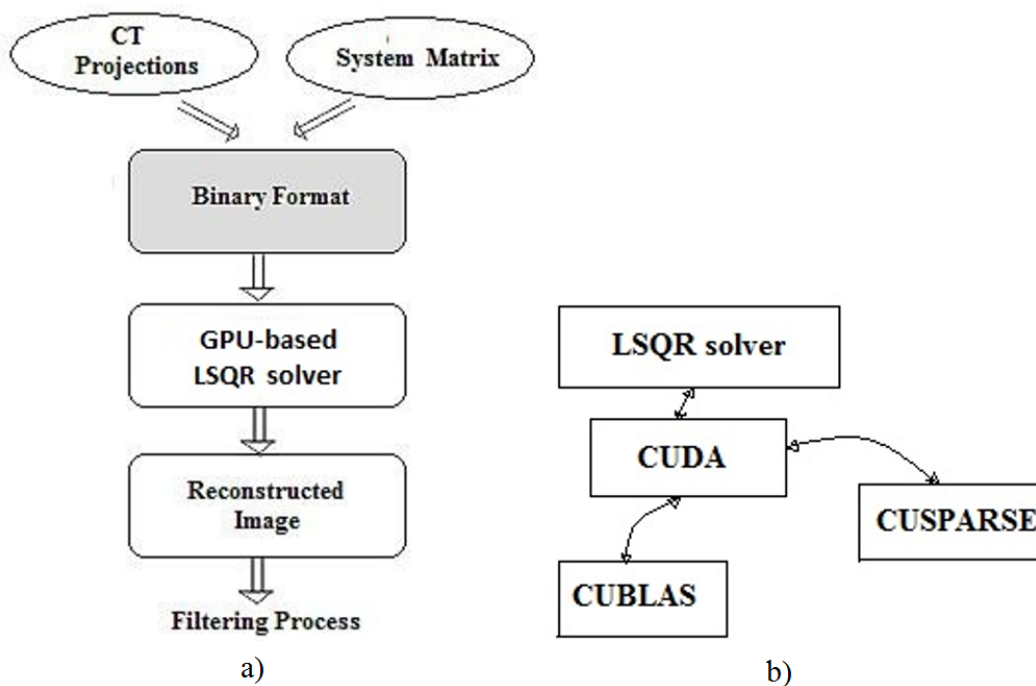 CT
Projections
System Matrix
Binary Format
GPU-based
LSQR solver
Reconstructed
Image
Filtering Process
a)
LSQR solver
CUDA
CUSPARSE
CUBLAS
b)